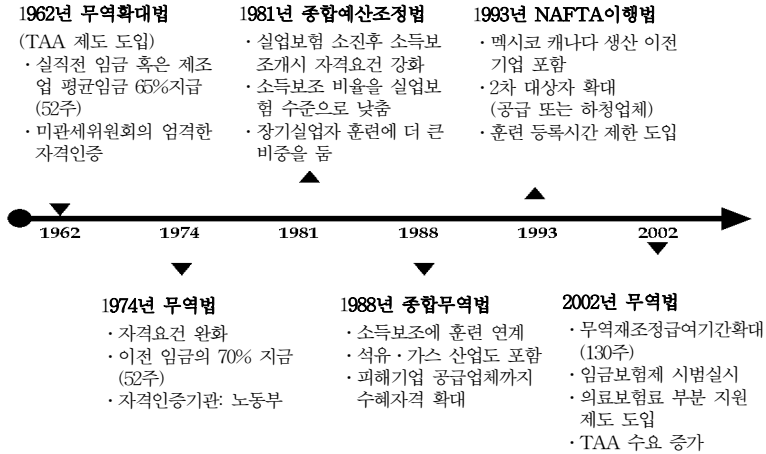 1962년 무역확대법
(TAA 제도 도입)
· 실직전 임금 혹은 제조
업 평균임금 65%지급
(52주)
· 미관세위원회의 엄격한
자격인증
1981년 종합예산조정법
· 실업보험 소진후 소득보
조개시 자격요건 강화
· 소득보조 비율을 실업보
험 수준으로 낮춤
· 장기실업자 훈련에 더 큰
비중을 둠
1993년 NAFTA이행법
· 멕시코 캐나다 생산 이전
기업 포함
· 2차 대상자 확대
(공급 또는 하청업체)
· 훈련 등록시간 제한 도입
1962 1974 1981 1988 1993 2002
1974년 무역법
· 자격요건 완화
· 이전 임금의 70% 지금
(52주)
· 자격인증기관: 노동부
1988년 종합무역법
· 소득보조에 훈련 연계
· 석유·가스 산업도 포함
· 피해기업 공급업체까지
수혜자격 확대
2002년 무역법
· 무역재조정급여기간확대
(130주)
· 임금보험제 시범실시
· 의료보험료 부분 지원
제도 도입
· TAA 수요 증가